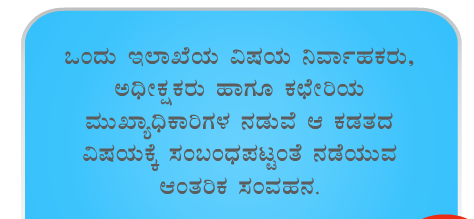 ಒಂದು ಇಲಾಖೆಯ ವಿಷಯ ನಿರ್ವಾಹಕರು,
ಅಧೀಕ್ಷಕರು ಹಾಗೂ ಕಛೇರಿಯ
ಮುಖ್ಯಾಧಿಕಾರಿಗಳ ನಡುವೆ ಆ ಕಡತದ
ವಿಷಯಕ್ಕೆ ಸಂಬಂಧಪಟ್ಟಂತೆ ನಡೆಯುವ
ಆಂತರಿಕ ಸಂವಹನ.